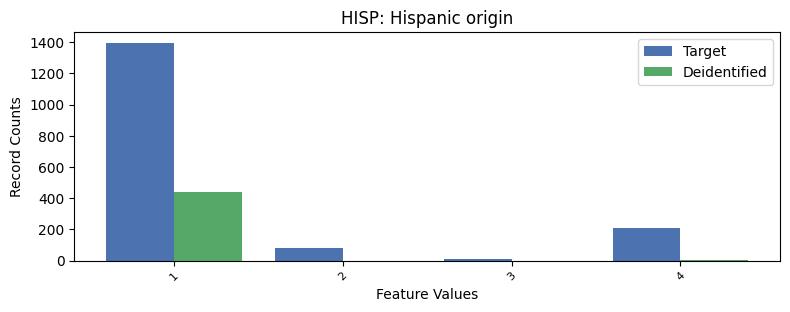 HISP: Hispanic origin
Target
Deidentified
Record Counts
1400
1200
1000
800
600
400
200
0
1
2
3
4
Feature Values